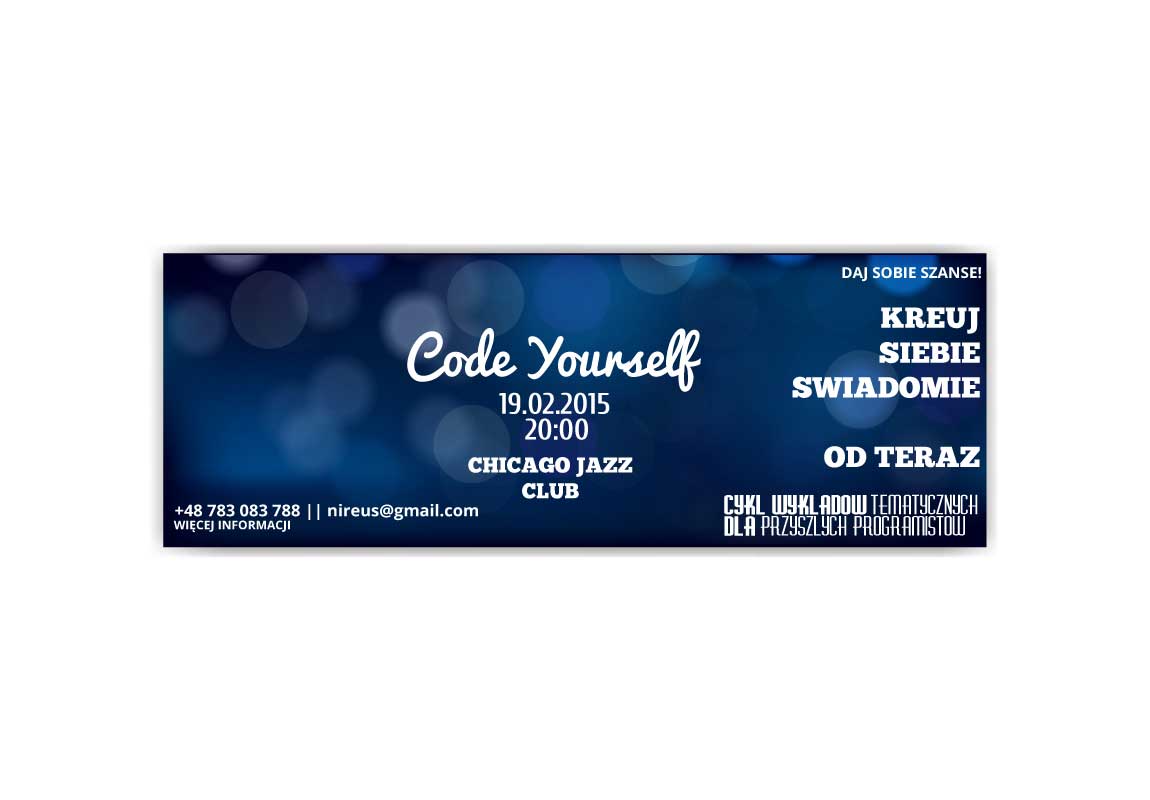 DAJ SOBIE SZANSE!
KREUJ
SIEBIE
SWIADOMIE
OD TERAZ
Code Yourself
19.02.2015
20:00
CHICAGO JAZZ
CLUB
+48 783 083 788 || nireus@gmail.com
WIĘCEJ INFORMACJI
CYKL WYKLADOW TEMATYCZNYCH
DLA PRZYSZLYCH PROGRAMISTOW